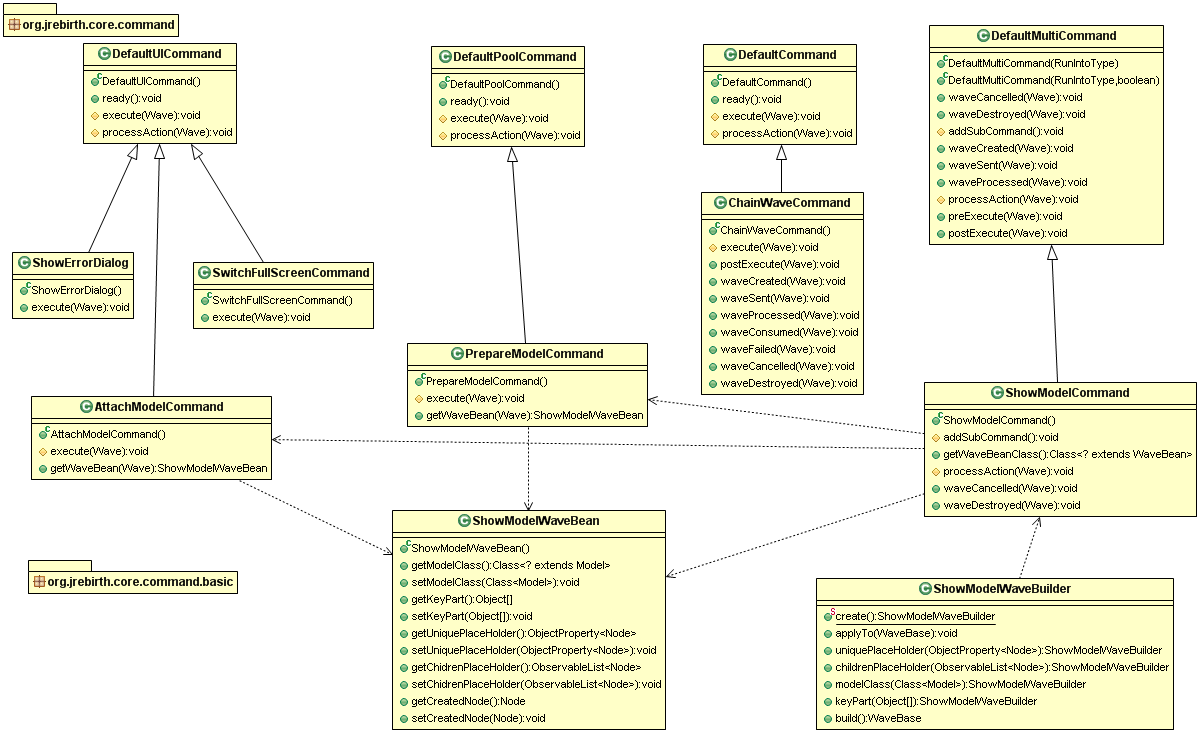 org.jrebirth.core.command
DefaultUICommand
DefaultUICommand()
ready():void
execute(Wave):void
processAction(Wave):void
DefaultPoolCommand
DefaultPoolCommand()
ready():void
execute(Wave):void
processAction(Wave):void
DefaultCommand
DefaultCommand()
ready():void
execute(Wave):void
processAction(Wave):void
DefaultMultiCommand
DefaultMultiCommand(RunIntoType)
DefaultMultiCommand(RunIntoType,boolean)
waveCancelled(Wave):void
waveDestroyed(Wave):void
addSubCommand():void
waveCreated(Wave):void
waveSent(Wave):void
waveProcessed(Wave):void
processAction(Wave):void
preExecute(Wave):void
postExecute(Wave):void
ShowErrorDialog
ShowErrorDialog()
execute(Wave):void
SwitchFullScreenCommand
SwitchFullScreenCommand()
execute(Wave):void
ChainWaveCommand
ChainWaveCommand()
execute(Wave):void
postExecute(Wave):void
waveCreated(Wave):void
waveSent(Wave):void
waveProcessed(Wave):void
waveConsumed(Wave):void
waveFailed(Wave):void
waveCancelled(Wave):void
waveDestroyed(Wave):void
PrepareModelCommand
PrepareModelCommand()
execute(Wave):void
getWaveBean(Wave):ShowModelWaveBean
AttachModelCommand
AttachModelCommand()
execute(Wave):void
getWaveBean(Wave):ShowModelWaveBean
ShowModelCommand
ShowModelCommand()
addSubCommand():void
getWaveBeanClass():Class<? extends WaveBean>
processAction(Wave):void
waveCancelled(Wave):void
waveDestroyed(Wave):void
ShowModelWaveBean
ShowModelWaveBean()
getModelClass():Class<? extends Model>
setModelClass(Class<Model>):void
getKeyPart():Object[]
setKeyPart(Object[]):void
getUniquePlaceHolder():ObjectProperty<Node>
setUniquePlaceHolder(ObjectProperty<Node>):void
getChidrenPlaceHolder():ObservableList<Node>
setChidrenPlaceHolder(ObservableList<Node>):void
getCreatedNode():Node
setCreatedNode(Node):void
org.jrebirth.core.command.basic
ShowModelWaveBuilder
create():ShowModelWaveBuilder
applyTo(WaveBase):void
uniquePlaceHolder(ObjectProperty<Node>):ShowModelWaveBuilder
childrenPlaceHolder(ObservableList<Node>):ShowModelWaveBuilder
modelClass(Class<Model>):ShowModelWaveBuilder
keyPart(Object[]):ShowModelWaveBuilder
build():WaveBase